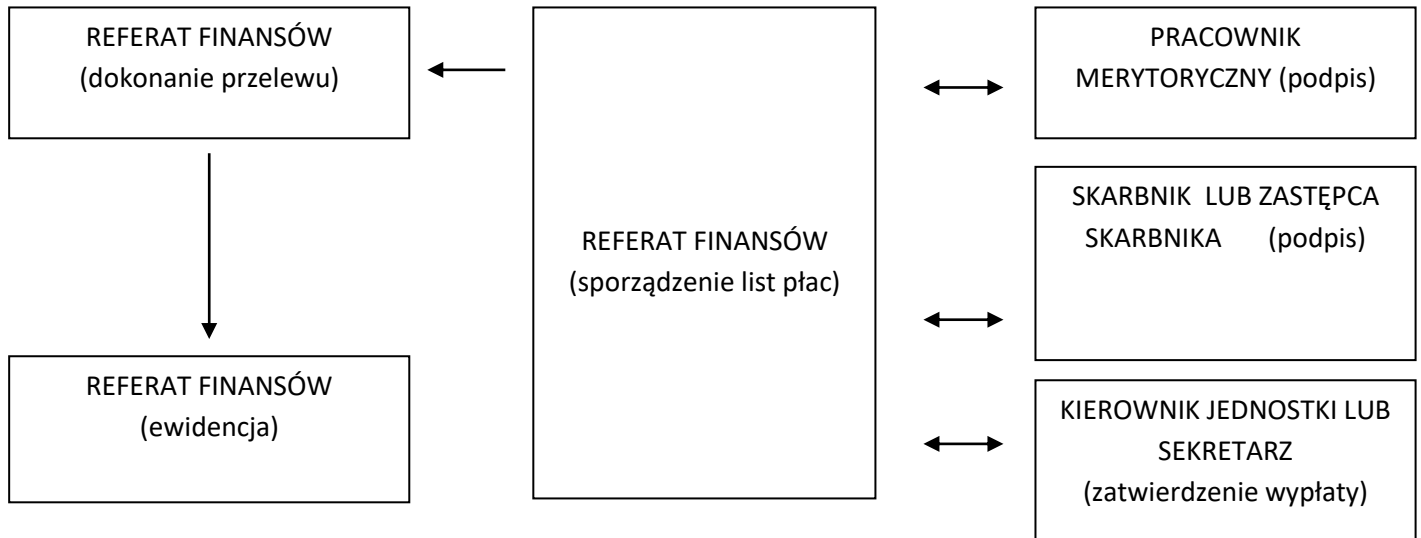 REFERAT FINANSÓW
(dokonanie przelewu)
REFERAT FINANSÓW
(ewidencja)
REFERAT FINANSÓW
(sporządzenie list płac)
PRACOWNIK
MERYTORYCZNY (podpis)
SKARBNIK LUB ZASTĘPCA
SKARBNIKA (podpis)
KIEROWNIK JEDNOSTKI LUB
SEKRETARZ
(zatwierdzenie wypłaty)